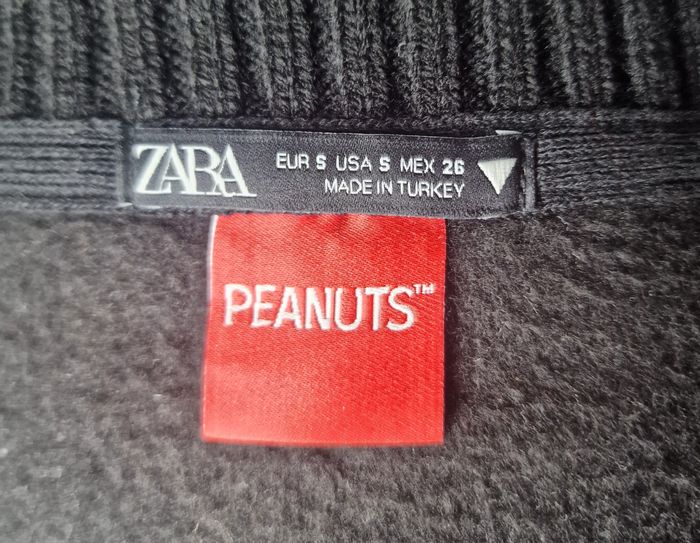 ZARA
EUR S USA S MEX 26
MADE IN TURKEY
PEANUTS™